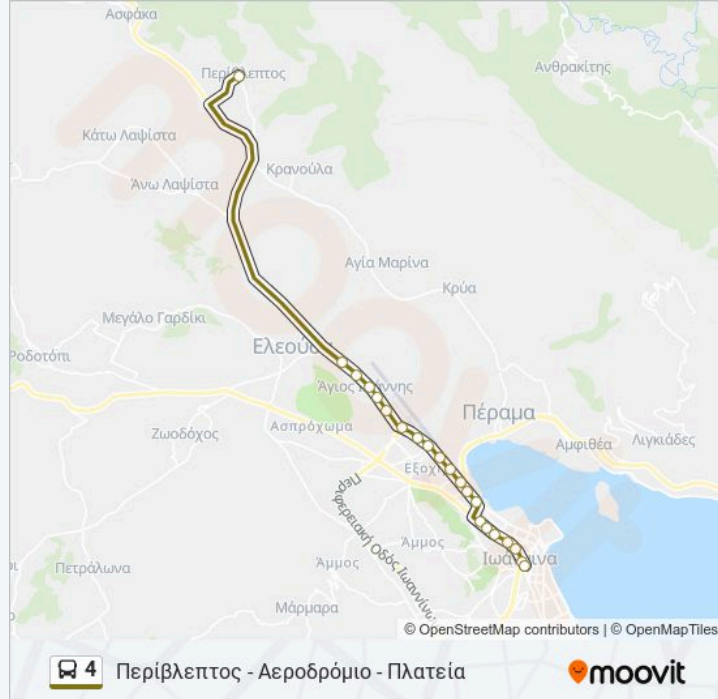 Ασφάκα
Περίβλεπτος
Ανθρακίτης
Κάτω Λαψίστα
Κρανούλα
Άνω Λαψίστα
Αγία Μαρίνα
Κρύα
Μεγάλο Γαρδίκι
Ελεούσα
Ροδοτόπι
Άγιος Ιωάννης
Πέραμα
Ασπρόχωμα
Ζωοδόχος
Αμφιθέα
Λιγκιάδες
Εξοχή
Περιφερειακή Οδός Ιωαννίνων
Άμμος
Ιωάννινα
Άμμος
Πετράλωνα
Μάρμαρα
© OpenStreetMap contributors | © OpenMapTiles
4 Περίβλεπτος - Αεροδρόμιο - Πλατεία
moovit